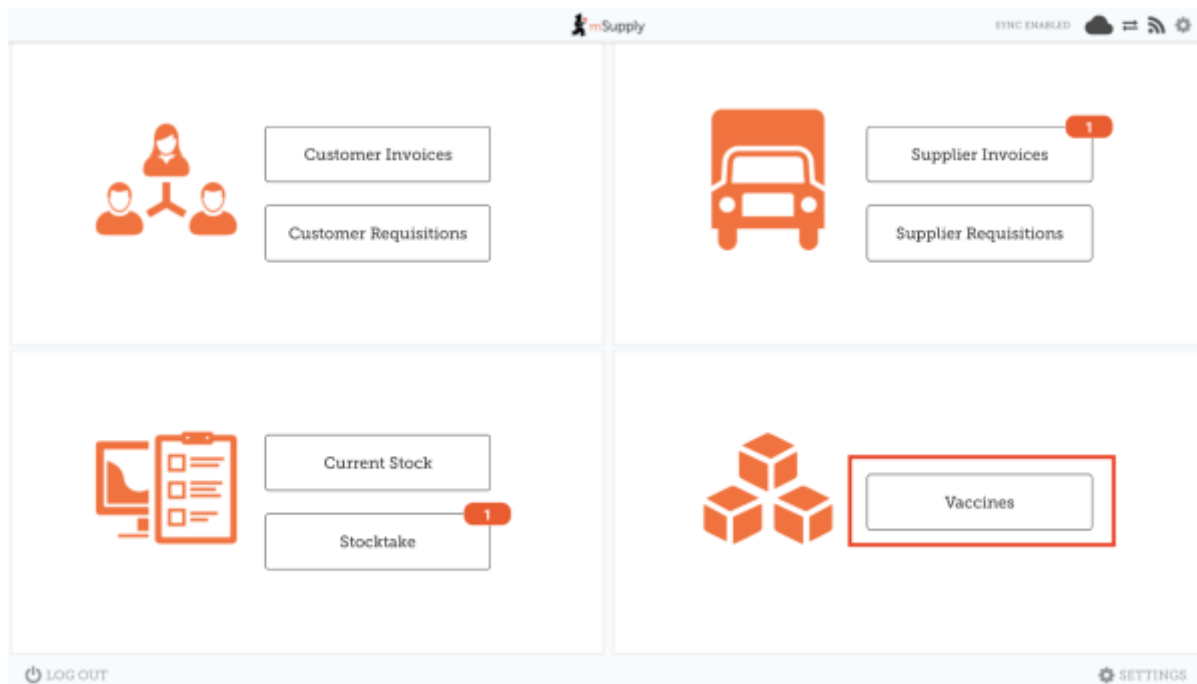 mSupply
SYNC ENABLED
Customer Invoices
Customer Requisitions
1
Supplier Invoices
Supplier Requisitions
Current Stock
1
Stocktake
Vaccines
LOG OUT
SETTINGS